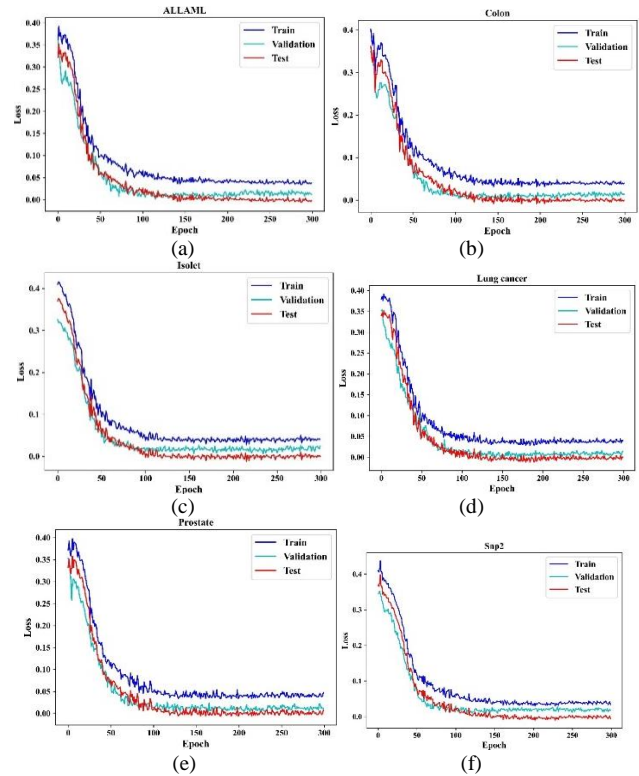 ALLAML
0.40
0.35
0.30
0.25
0.20
0.15
0.10
0.05
0.00
Loss
Train
Validation
Test
0 50 100 150 200 250 300
Epoch
(a)
Colon
0.4
0.3
0.2
0.1
0.0
Loss
Train
Validation
Test
0 50 100 150 200 250 300
Epoch
(b)
Isolet
0.4
0.3
0.2
0.1
0.0
Loss
Train
Validation
Test
0 50 100 150 200 250 300
Epoch
(c)
Lung cancer
0.40
0.35
0.30
0.25
0.20
0.15
0.10
0.05
0.00
Loss
Train
Validation
Test
0 50 100 150 200 250 300
Epoch
(d)
Prostate
0.40
0.35
0.30
0.25
0.20
0.15
0.10
0.05
0.00
Loss
Train
Validation
Test
0 50 100 150 200 250 300
Epoch
(e)
Snp2
0.4
0.3
0.2
0.1
0.0
Loss
Train
Validation
Test
0 50 100 150 200 250 300
Epoch
(f)